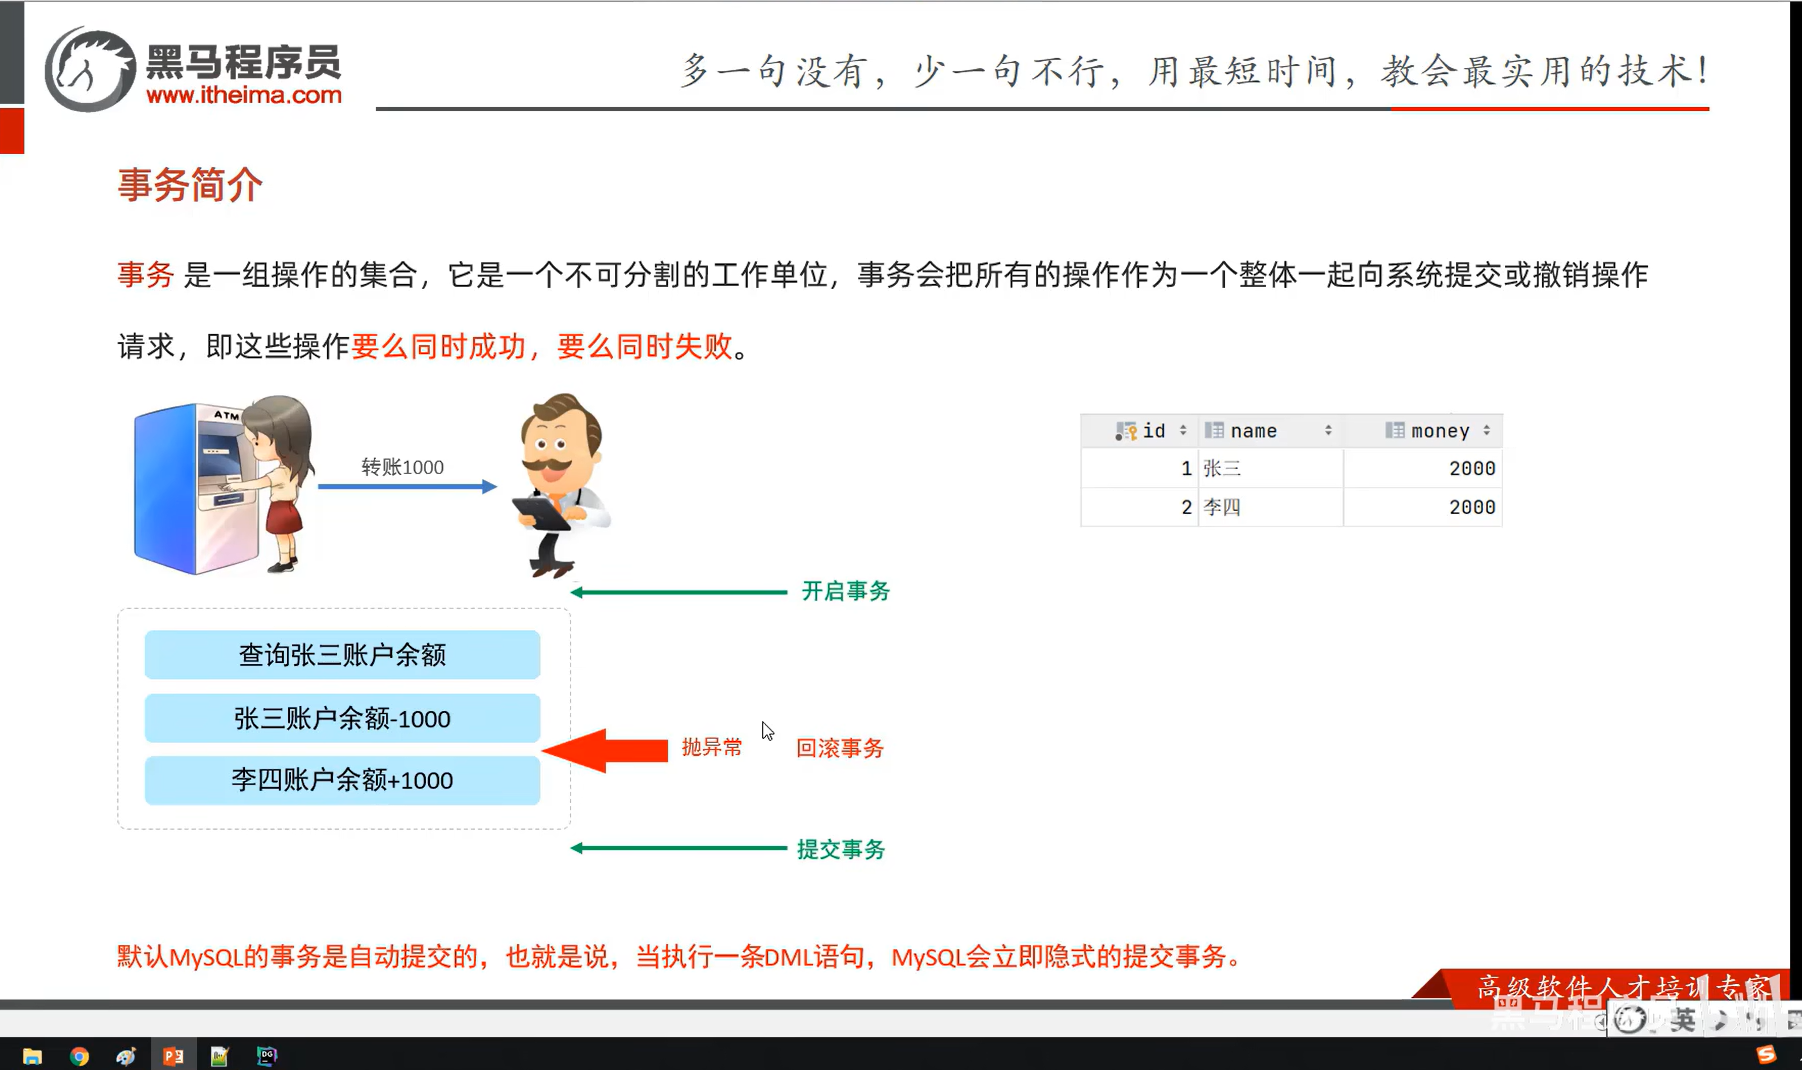 黑马程序员
www.itheima.com
多一句没有，少一句不行，用最短时间，教会最实用的技术！
事务简介
事务 是一组操作的集合，它是一个不可分割的工作单位，事务会把所有的操作作为一个整体一起向系统提交或撤销操作
请求，即这些操作要么同时成功，要么同时失败。
ATM
转账1000
id name money
1 张三 2000
2 李四 2000
开启事务
查询张三账户余额
张三账户余额-1000
抛异常 回滚事务
李四账户余额+1000
提交事务
默认MySQL的事务是自动提交的，也就是说，当执行一条DML语句，MySQL会立即隐式的提交事务。
高级软件人才培训专家
英